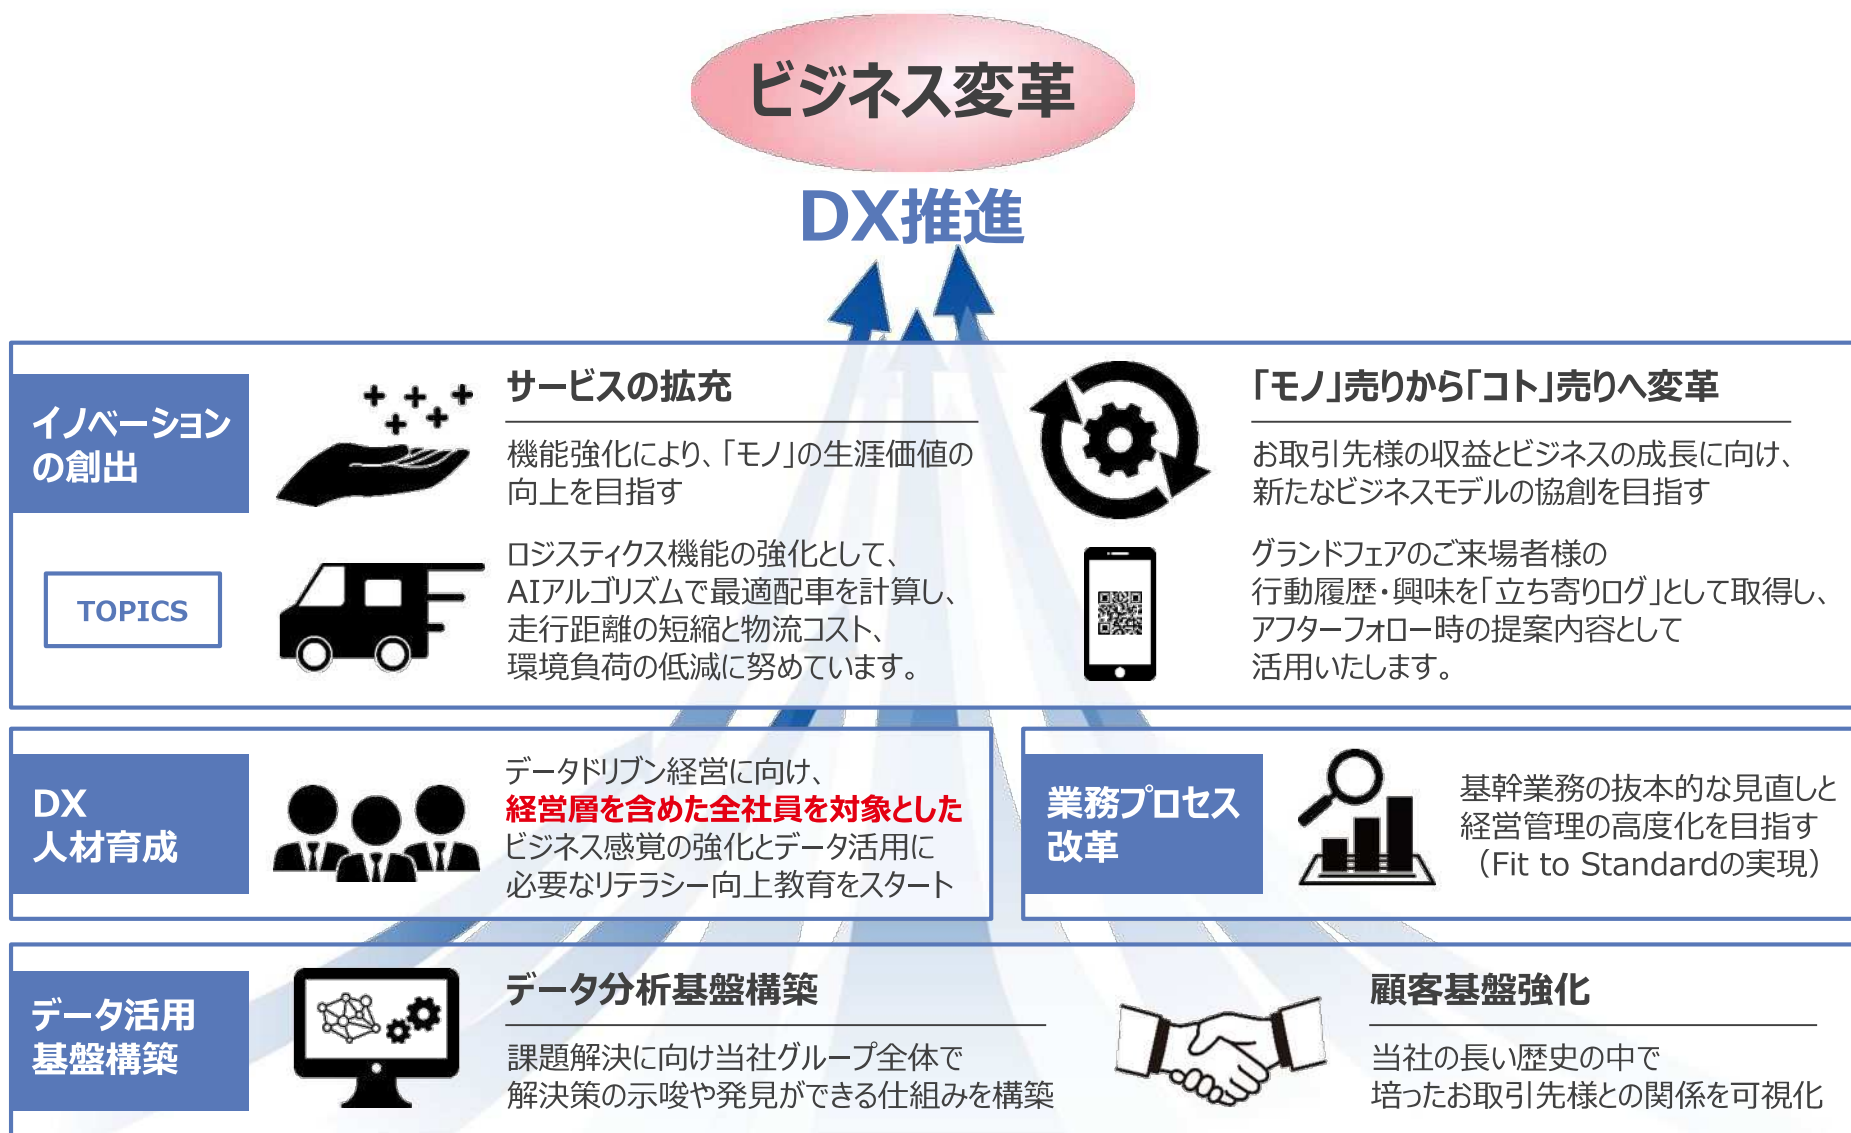 ビジネス変革
DX推進
イノベーション
の創出
サービスの拡充
機能強化により、「モノ」の生涯価値の
向上を目指す
「モノ」売りから「コト」売りへ変革
お取引先様の収益とビジネスの成長に向け、
新たなビジネスモデルの協創を目指す
TOPICS
ロジスティクス機能の強化として、
AIアルゴリズムで最適配車を計算し、
走行距離の短縮と物流コスト、
環境負荷の低減に努めています。
グランドフェアのご来場者様の
行動履歴・興味を「立ち寄りログ」として取得し、
アフターフォロー時の提案内容として
活用いたします。
DX
人材育成
データドリブン経営に向け、
経営層を含めた全社員を対象とした
ビジネス感覚の強化とデータ活用に
必要なリテラシー向上教育をスタート
業務プロセス
改革
基幹業務の抜本的な見直しと
経営管理の高度化を目指す
（Fit to Standardの実現）
データ活用
基盤構築
データ分析基盤構築
課題解決に向け当社グループ全体で
解決策の示唆や発見ができる仕組みを構築
顧客基盤強化
当社の長い歴史の中で
培ったお取引先様との関係を可視化